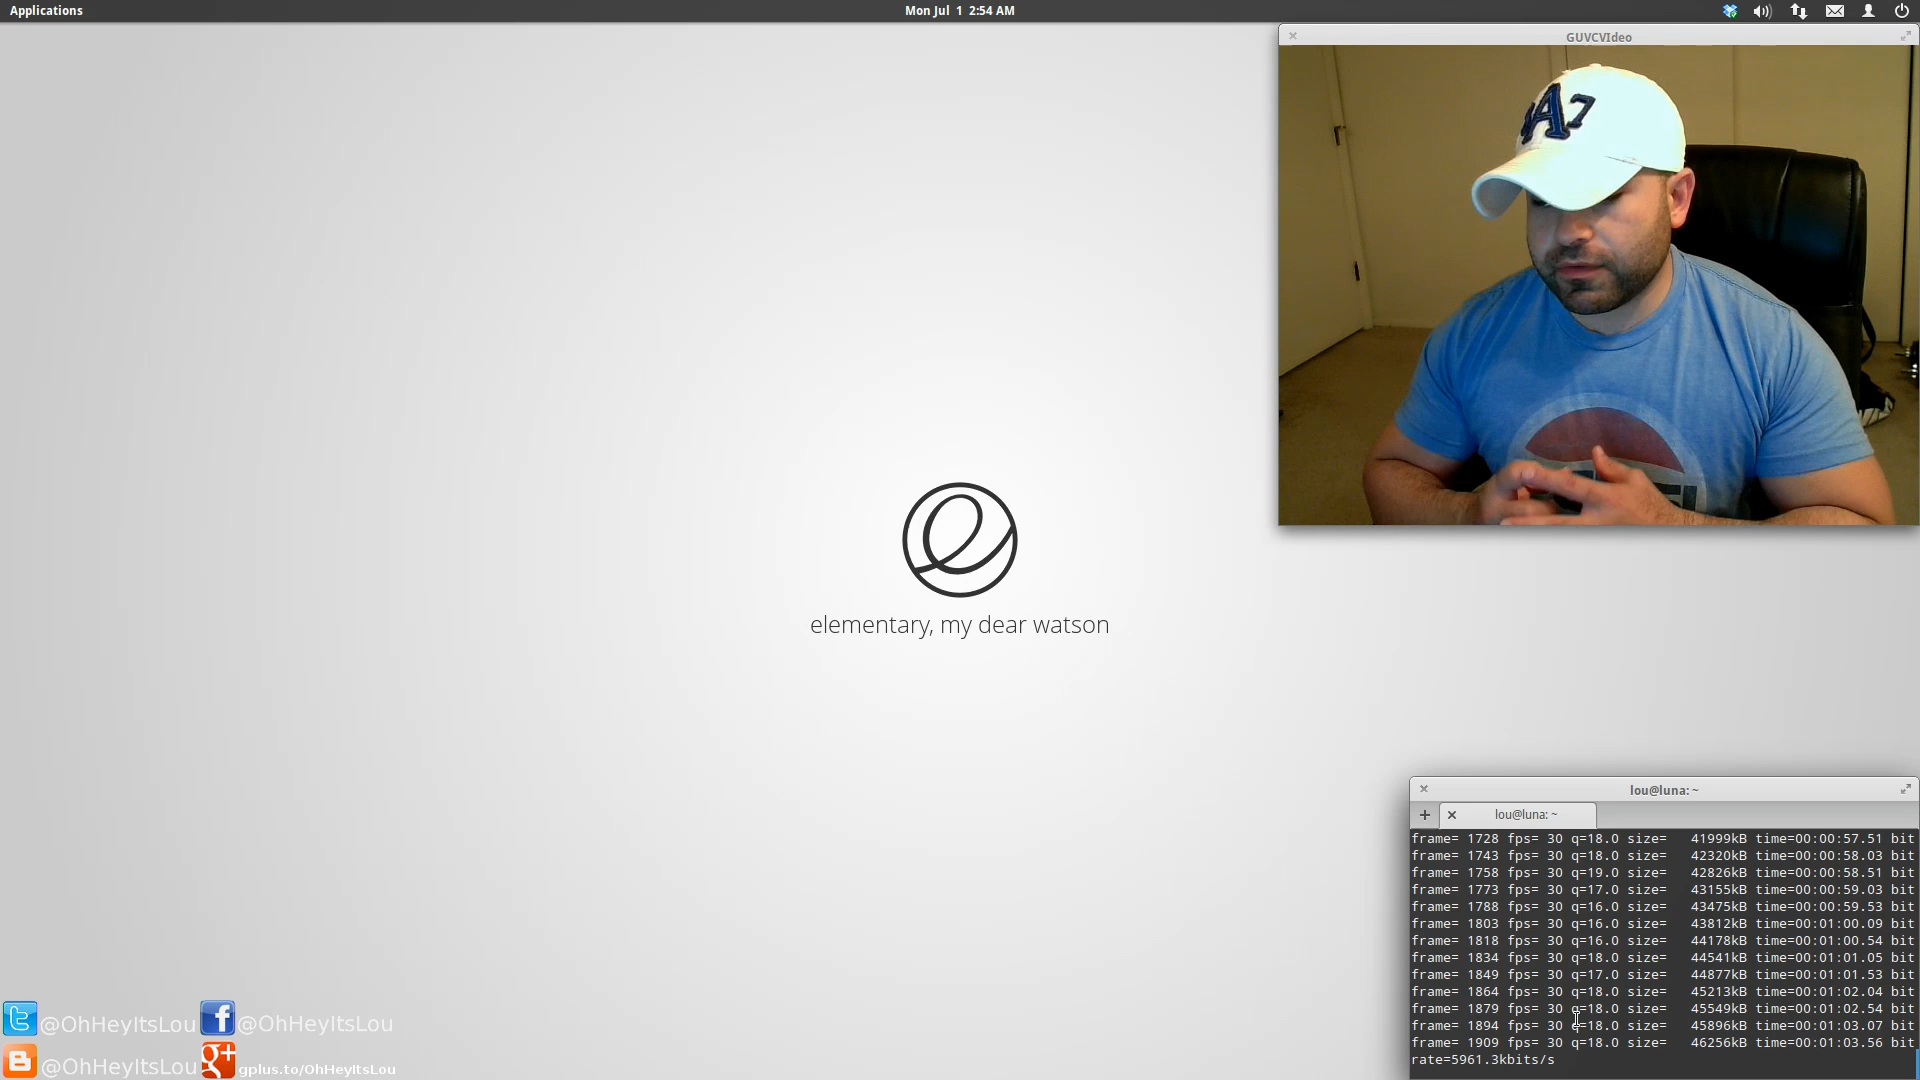 Applications
Mon Jul 1 2:54 AM
GUVCVIdeo
A7
elementary, my dear watson
lou@luna: ~
lou@luna: ~
frame= 1728 fps= 30 q=18.0 size= 41999kB time=00:00:57.51 bit
frame= 1743 fps= 30 q=18.0 size= 42320kB time=00:00:58.03 bit
frame= 1758 fps= 30 q=19.0 size= 42826kB time=00:00:58.51 bit
frame= 1773 fps= 30 q=17.0 size= 43155kB time=00:00:59.03 bit
frame= 1788 fps= 30 q=16.0 size= 43475kB time=00:00:59.53 bit
frame= 1803 fps= 30 q=16.0 size= 43812kB time=00:01:00.09 bit
frame= 1818 fps= 30 q=16.0 size= 44178kB time=00:01:00.54 bit
frame= 1834 fps= 30 q=18.0 size= 44541kB time=00:01:01.05 bit
frame= 1849 fps= 30 q=17.0 size= 44877kB time=00:01:01.53 bit
frame= 1864 fps= 30 q=18.0 size= 45213kB time=00:01:02.04 bit
frame= 1879 fps= 30 q=18.0 size= 45549kB time=00:01:02.54 bit
frame= 1894 fps= 30 q=18.0 size= 45896kB time=00:01:03.07 bit
frame= 1909 fps= 30 q=18.0 size= 46256kB time=00:01:03.56 bit
rate=5961.3kbits/s
@OhHeyItsLou
@OhHeyItsLou
@OhHeyItsLou
gplus.to/OhHeyItsLou